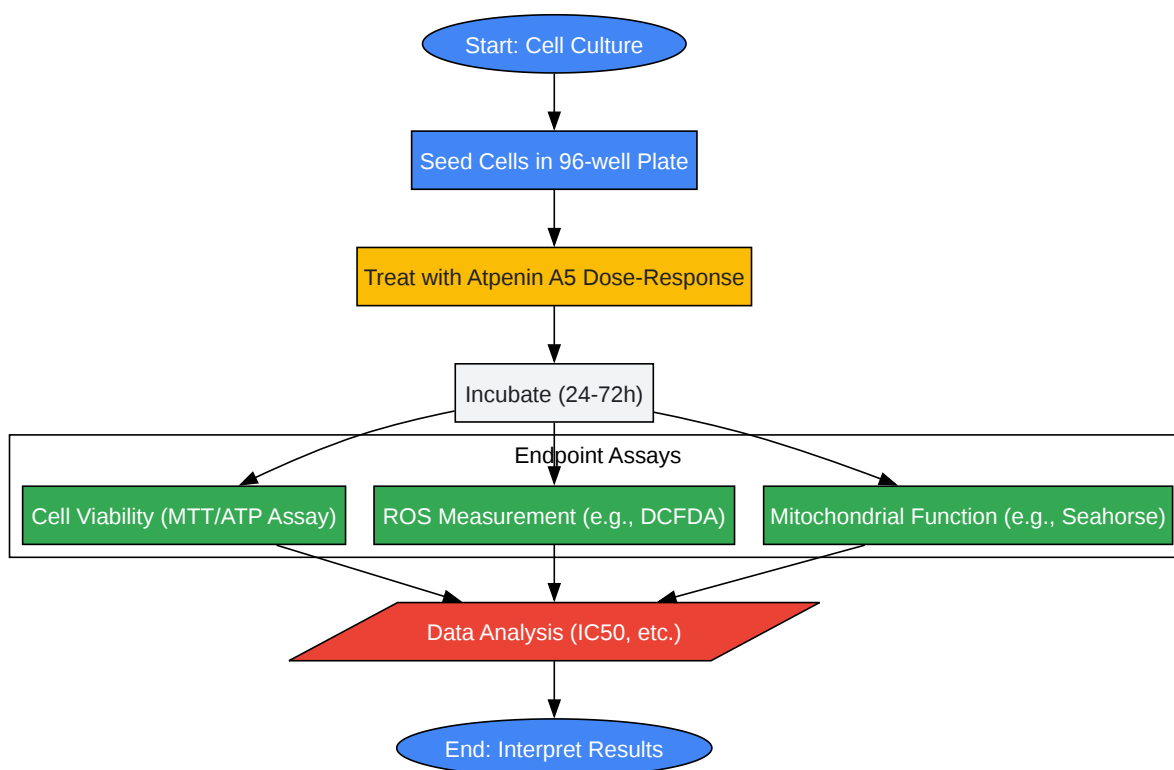 Start: Cell Culture
Seed Cells in 96-well Plate
Treat with Atpenin A5 Dose-Response
Incubate (24-72h)
Endpoint Assays
Cell Viability (MTT/ATP Assay)
ROS Measurement (e.g., DCFDA)
Mitochondrial Function (e.g., Seahorse)
Data Analysis (IC50, etc.)
End: Interpret Results